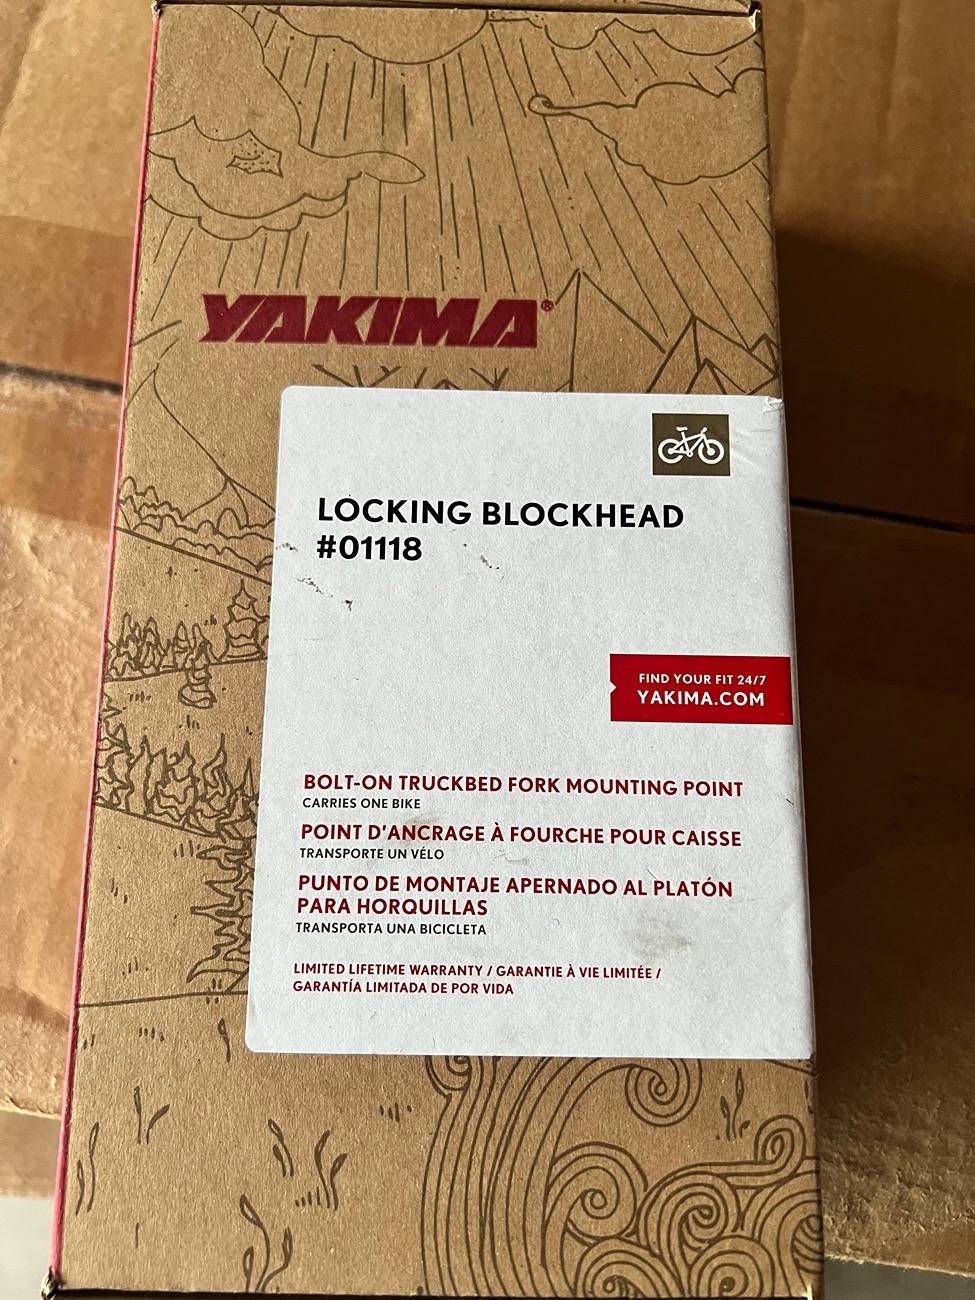 YAKIMA®
LOCKING BLOCKHEAD
#01118
FIND YOUR FIT 24/7
YAKIMA.COM
BOLT-ON TRUCKBED FORK MOUNTING POINT
CARRIES ONE BIKE
POINT D'ANCRAGE À FOURCHE POUR CAISSE
TRANSPORTE UN VÉLO
PUNTO DE MONTAJE APERNADO AL PLATÓN
PARA HORQUILLAS
TRANSPORTA UNA BICICLETA
LIMITED LIFETIME WARRANTY / GARANTIE À VIE LIMITÉE /
GARANTÍA LIMITADA DE POR VIDA